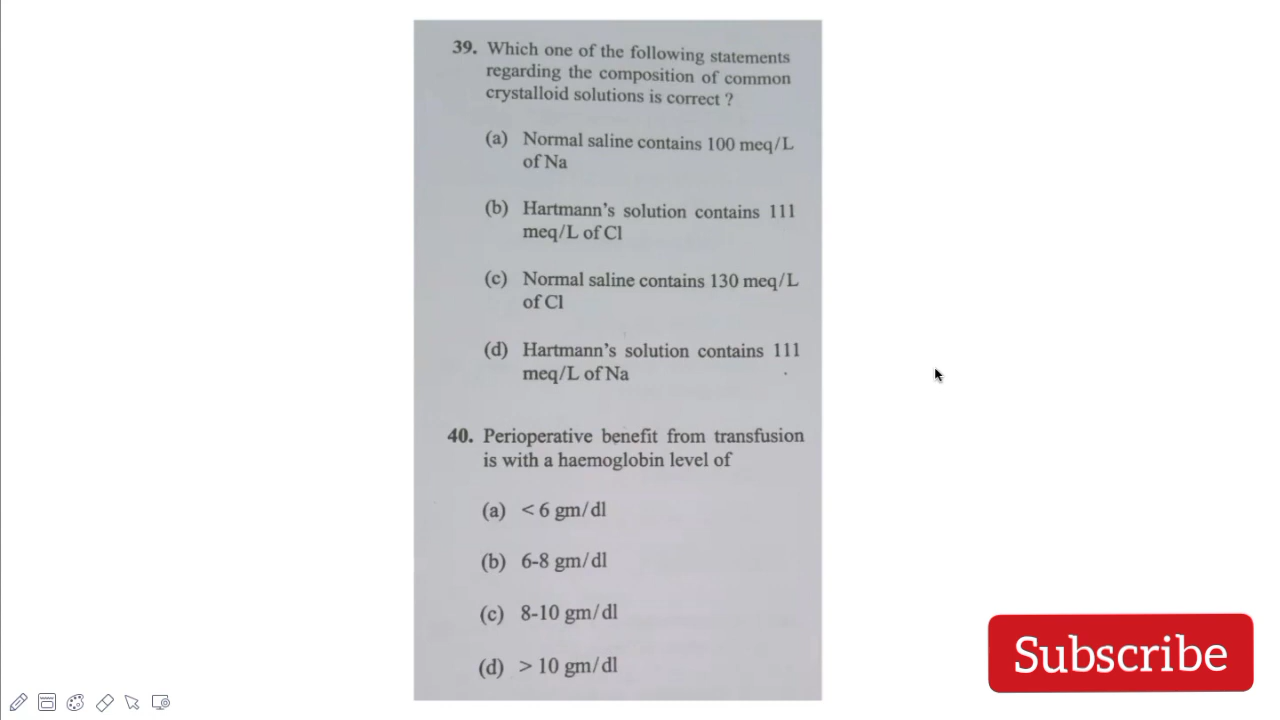 39. Which one of the following statements
regarding the composition of common
crystalloid solutions is correct ?
(a) Normal saline contains 100 meq/L
of Na
(b) Hartmann's solution contains 111
meq/L of Cl
(c) Normal saline contains 130 meq/L
of Cl
(d) Hartmann's solution contains 111
meq/L of Na
40. Perioperative benefit from transfusion
is with a haemoglobin level of
(a) < 6 gm/dl
(b) 6-8 gm/dl
(c) 8-10 gm/dl
(d) > 10 gm/dl
Subscribe